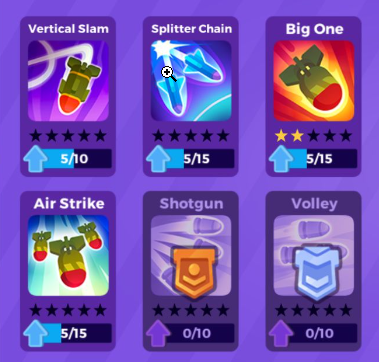 Vertical Slam
Splitter Chain
Big One
5/10
5/15
5/15
Air Strike
Shotgun
Volley
5/15
0/10
0/10